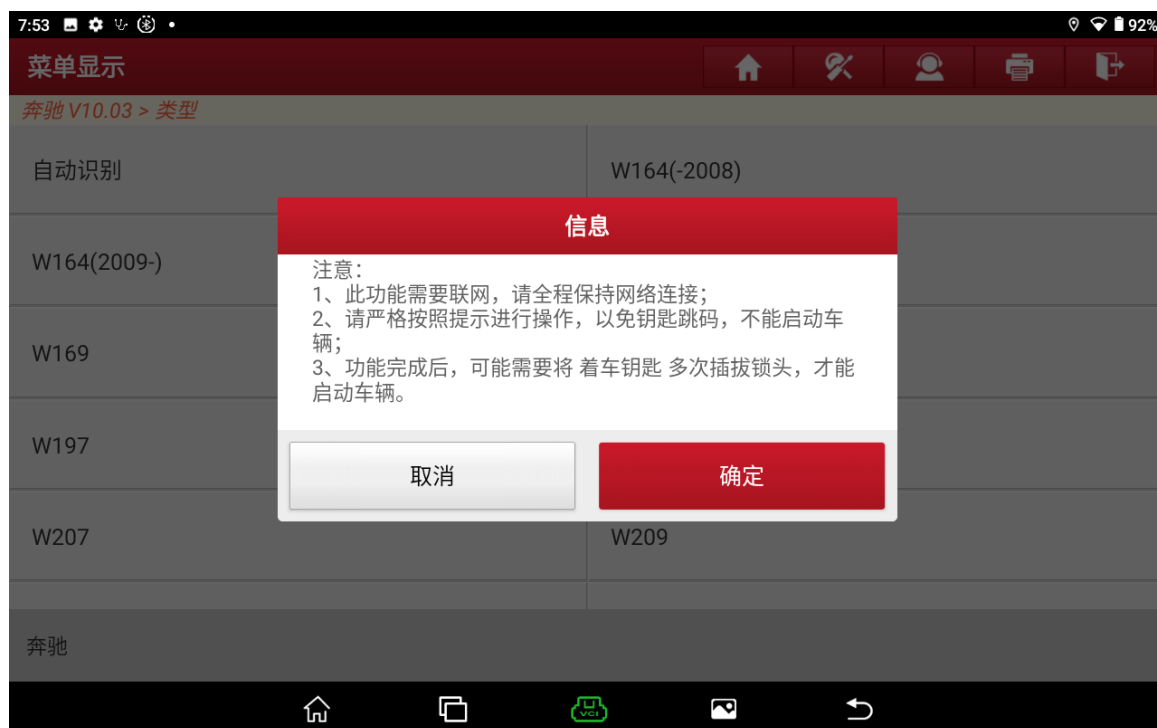 7:53
92%
菜单显示
奔驰 V10.03 > 类型
自动识别
W164(-2008)
W164(2009-)
W169
W197
W207
W209
信息
注意：
1、此功能需要联网，请全程保持网络连接；
2、请严格按照提示进行操作，以免钥匙跳码，不能启动车
辆；
3、功能完成后，可能需要将 着车钥匙 多次插拔锁头，才能
启动车辆。
取消
确定
奔驰
VCI